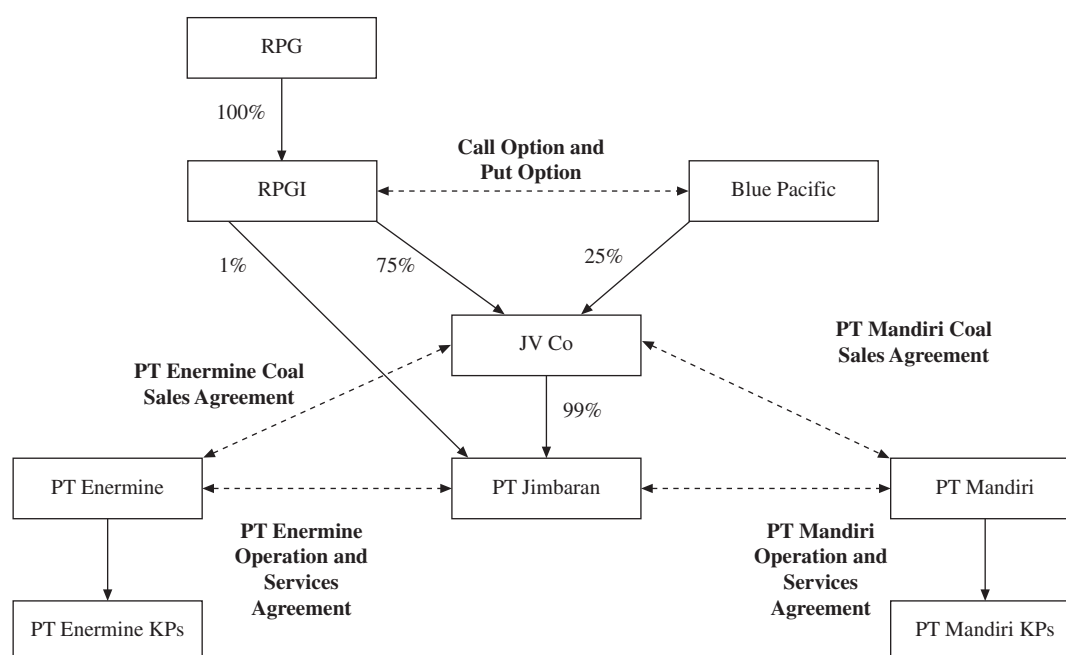 RPG
100%
Call Option and
Put Option
RPGI
Blue Pacific
1%
75%
25%
JV Co
PT Mandiri Coal
Sales Agreement
PT Enermine Coal
Sales Agreement
99%
PT Enermine
PT Jimbaran
PT Mandiri
PT Enermine
Operation and
Services
Agreement
PT Mandiri
Operation and
Services
Agreement
PT Enermine KPs
PT Mandiri KPs